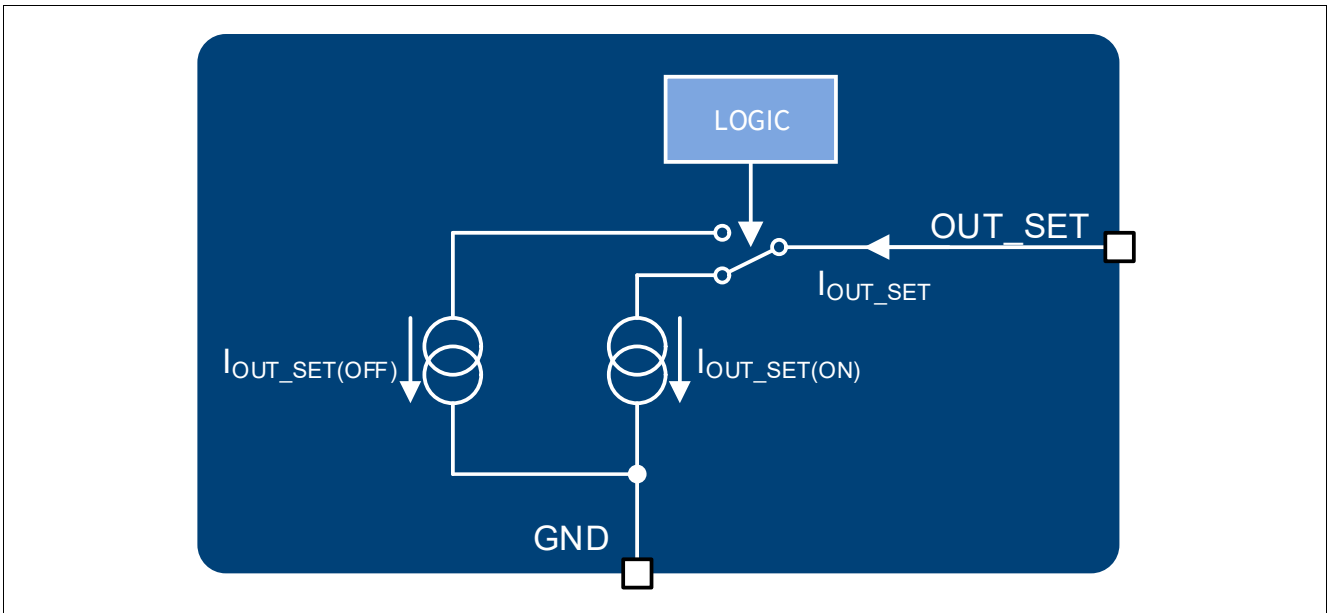 LOGIC
OUT_SET
IOUT_SET
IOUT_SET(OFF)
IOUT_SET(ON)
GND